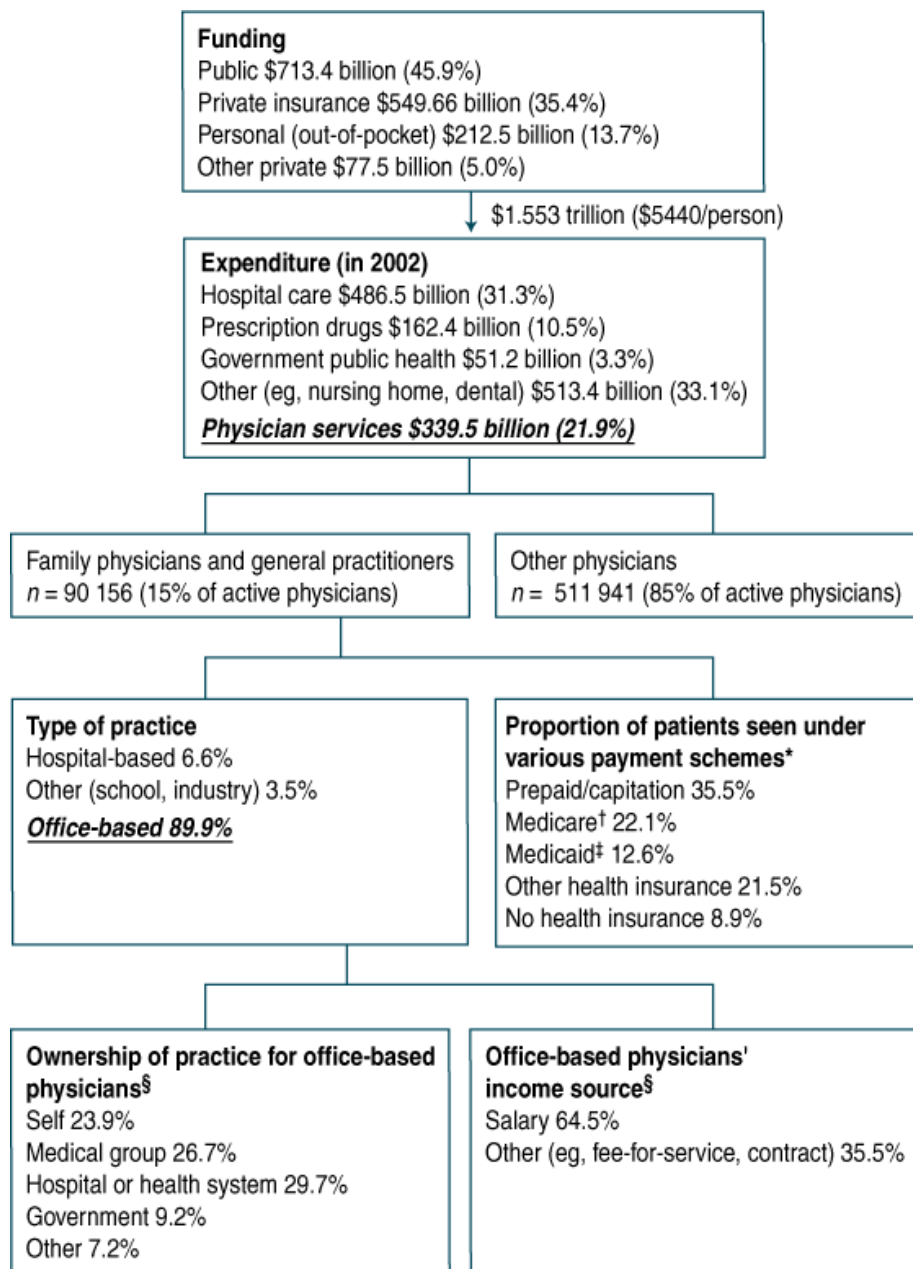 Funding
Public $713.4 billion (45.9%)
Private insurance $549.66 billion (35.4%)
Personal (out-of-pocket) $212.5 billion (13.7%)
Other private $77.5 billion (5.0%)
$1.553 trillion ($5440/person)
Expenditure (in 2002)
Hospital care $486.5 billion (31.3%)
Prescription drugs $162.4 billion (10.5%)
Government public health $51.2 billion (3.3%)
Other (eg, nursing home, dental) $513.4 billion (33.1%)
Physician services $339.5 billion (21.9%)
Family physicians and general practitioners
n = 90 156 (15% of active physicians)
Other physicians
n = 511 941 (85% of active physicians)
Type of practice
Hospital-based 6.6%
Other (school, industry) 3.5%
Office-based 89.9%
Proportion of patients seen under
various payment schemes*
Prepaid/capitation 35.5%
Medicare† 22.1%
Medicaid‡ 12.6%
Other health insurance 21.5%
No health insurance 8.9%
Ownership of practice for office-based
physicians§
Self 23.9%
Medical group 26.7%
Hospital or health system 29.7%
Government 9.2%
Other 7.2%
Office-based physicians'
income source§
Salary 64.5%
Other (eg, fee-for-service, contract) 35.5%